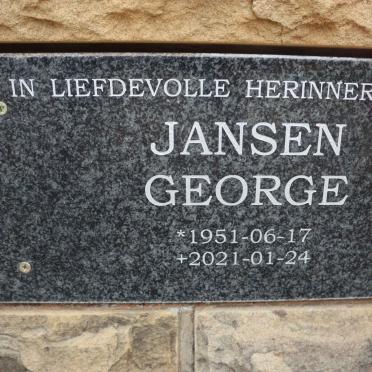 IN LIEFDEVOLLE HERINNER
JANSEN
GEORGE
*1951-06-17
+2021-01-24